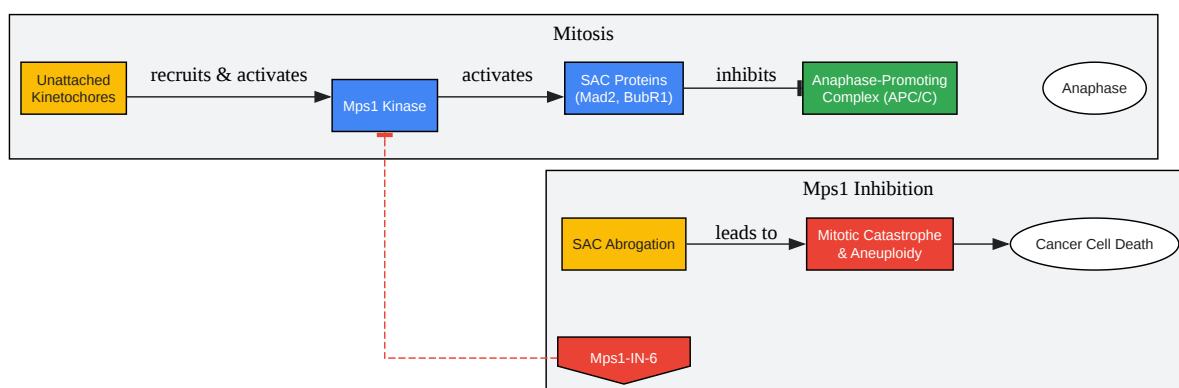 Mitosis
Unattached
Kinetochores
recruits & activates
Mps1 Kinase
activates
SAC Proteins
(Mad2, BubR1)
inhibits
Anaphase-Promoting
Complex (APC/C)
Anaphase
Mps1 Inhibition
SAC Abrogation
leads to
Mitotic Catastrophe
& Aneuploidy
Cancer Cell Death
Mps1-IN-6